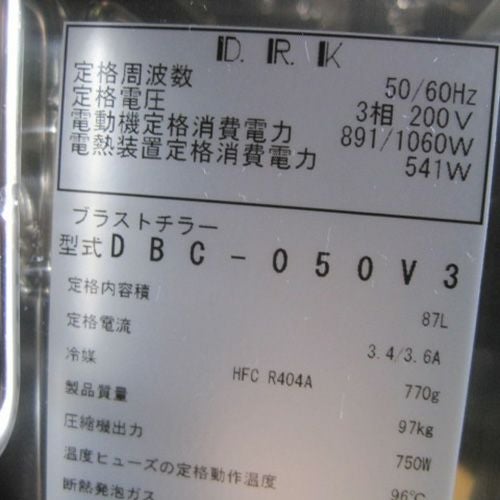 D. R. K
定格周波数 50/60Hz
定格電圧 3相 200V
電動機定格消費電力 891/1060W
電熱装置定格消費電力 541W
ブラストチラー
型式DBC-050V3
定格内容積 87L
定格電流 3.4/3.6A
冷媒 HFC R404A 770g
製品質量 97kg
圧縮機出力 750W
温度ヒューズの定格動作温度 96℃
断熱発泡ガス